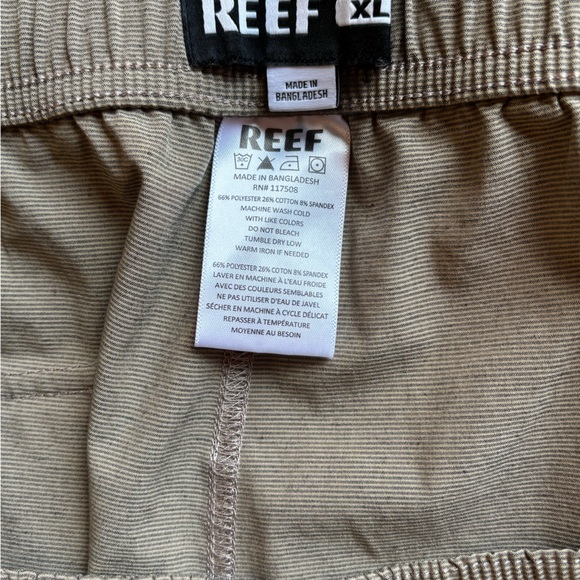 REEF XL
MADE IN
BANGLADESH
REEF
30C
MADE IN BANGLADESH
RN# 117508
66% POLYESTER 26% COTTON 8% SPANDEX
MACHINE WASH COLD
WITH LIKE COLORS
DO NOT BLEACH
TUMBLE DRY LOW
WARM IRON IF NEEDED
66% POLYESTER 26% COTTON 8% SPANDEX
LAVER EN MACHINE À L'EAU FROIDE
AVEC DES COULEURS SEMBLABLES
NE PAS UTILISER D'EAU DE JAVEL
SÉCHER EN MACHINE À CYCLE DÉLICAT
REPASSER À TEMPÉRATURE
MOYENNE AU BESOIN